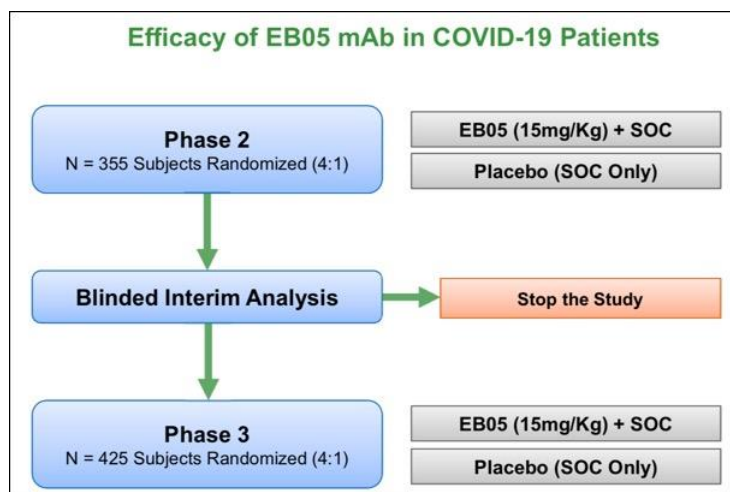 Efficacy of EB05 mAb in COVID-19 Patients
Phase 2
N = 355 Subjects Randomized (4:1)
EB05 (15mg/Kg) + SOC
Placebo (SOC Only)
Blinded Interim Analysis
Stop the Study
Phase 3
N = 425 Subjects Randomized (4:1)
EB05 (15mg/Kg) + SOC
Placebo (SOC Only)